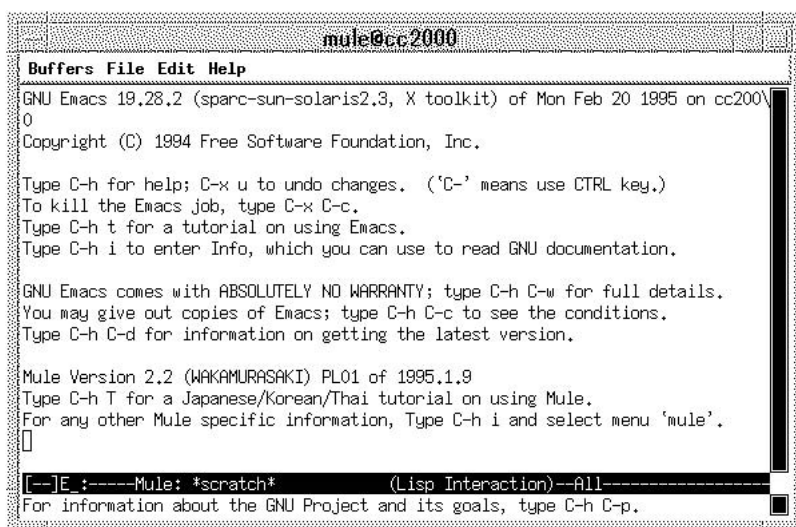 mule@cc2000
Buffers File Edit Help
GNU Emacs 19.28.2 (sparc-sun-solaris2.3, X toolkit) of Mon Feb 20 1995 on cc200\
0
Copyright (C) 1994 Free Software Foundation, Inc.
Type C-h for help; C-x u to undo changes.  (`C-' means use CTRL key.)
To kill the Emacs job, type C-x C-c.
Type C-h t for a tutorial on using Emacs.
Type C-h i to enter Info, which you can use to read GNU documentation.
GNU Emacs comes with ABSOLUTELY NO WARRANTY; type C-h C-w for full details.
You may give out copies of Emacs; type C-h C-c to see the conditions.
Type C-h C-d for information on getting the latest version.
Mule Version 2.2 (WAKAMURASAKI) PL01 of 1995.1.9
Type C-h T for a Japanese/Korean/Thai tutorial on using Mule.
For any other Mule specific information, Type C-h i and select menu `mule'.
[--]E_:-----Mule: *scratch*          (Lisp Interaction)--All-------------------
For information about the GNU Project and its goals, type C-h C-p.